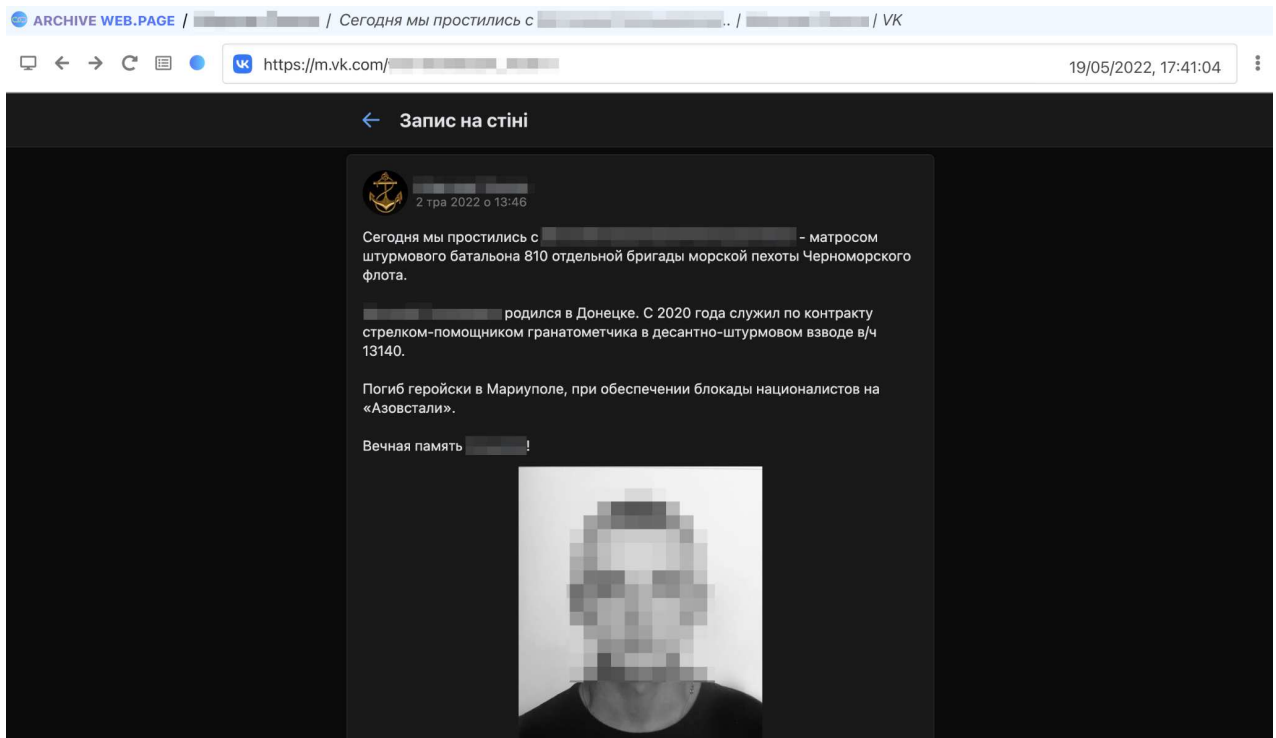 ARCHIVE WEB.PAGE / / Сегодня мы простились с .. | | VK
https://m.vk.com/
19/05/2022, 17:41:04
← Запис на стіні
2 тра 2022 о 13:46
Сегодня мы простились с - матросом
штурмового батальона 810 отдельной бригады морской пехоты Черноморского
флота.
родился в Донецке. С 2020 года служил по контракту
стрелком-помощником гранатометчика в десантно-штурмовом взводе в/ч
13140.
Погиб геройски в Мариуполе, при обеспечении блокады националистов на
«Азовстали».
Вечная память !